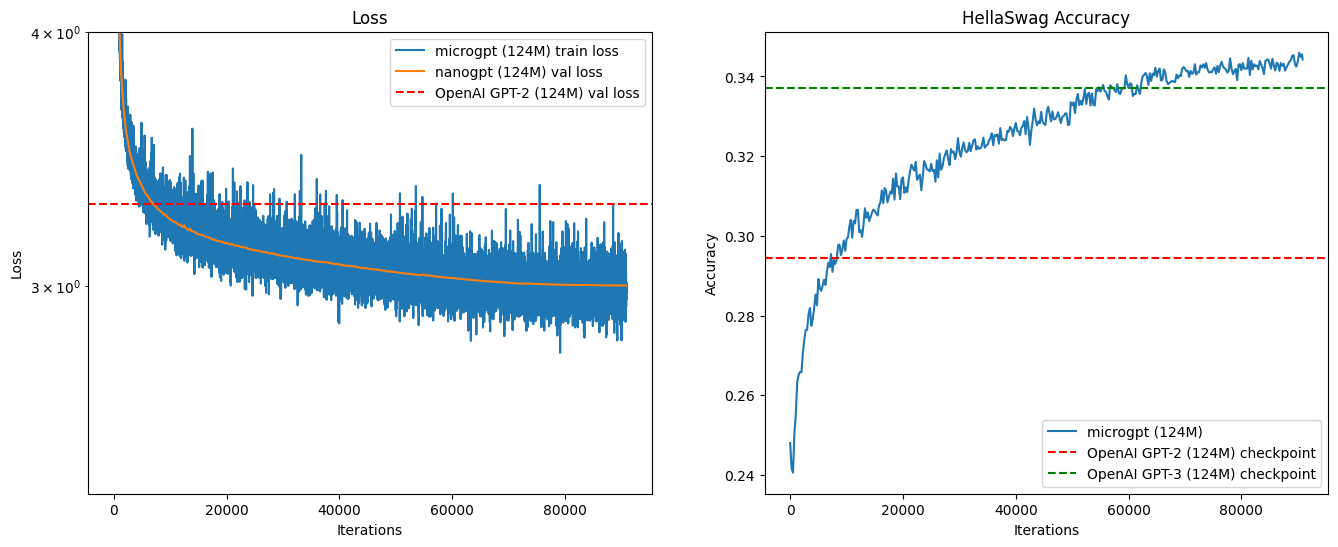 Loss
4 × 10⁰
3 × 10⁰
Loss
microgpt (124M) train loss
nanogpt (124M) val loss
OpenAI GPT-2 (124M) val loss
0 20000 40000 60000 80000
Iterations
HellaSwag Accuracy
0.34
0.32
0.30
0.28
0.26
0.24
Accuracy
microgpt (124M)
OpenAI GPT-2 (124M) checkpoint
OpenAI GPT-3 (124M) checkpoint
0 20000 40000 60000 80000
Iterations